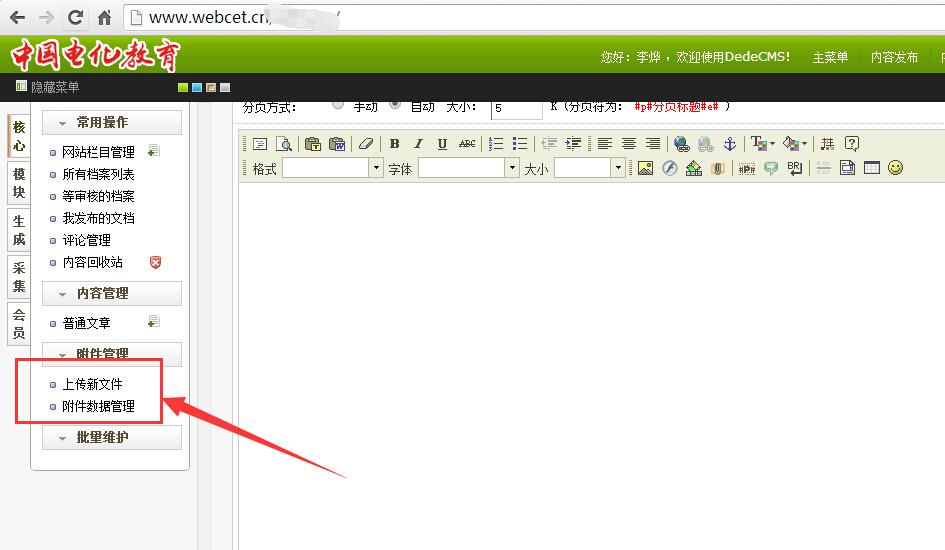 www.webcet.cn/
中国电化教育
您好：李烨 ，欢迎使用DedeCMS! 主菜单 内容发布
隐藏菜单
分页方式： 手动 自动 大小： 5 K（分页符为： #p#分页标题#e# ）
核心
模块
生成
采集
会员
常用操作
网站栏目管理
所有档案列表
等审核的档案
我发布的文档
评论管理
内容回收站
内容管理
普通文章
附件管理
上传新文件
附件数据管理
批量维护
B I U ABC
格式 字体 大小